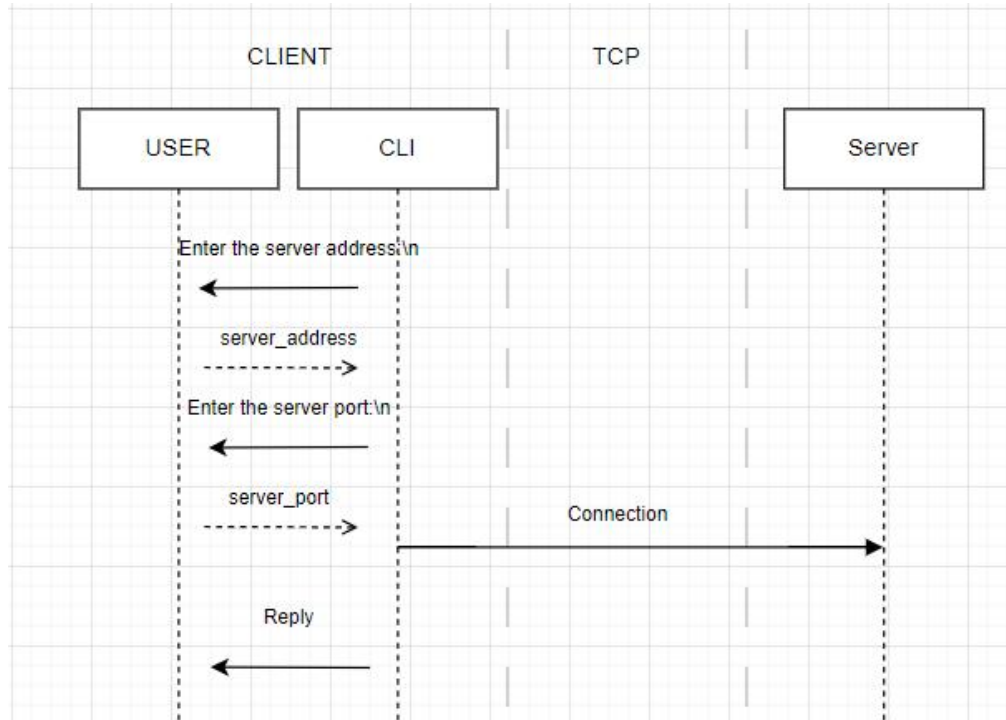 CLIENT
TCP
USER
CLI
Server
Enter the server address:\n
server_address
Enter the server port:\n
server_port
Connection
Reply